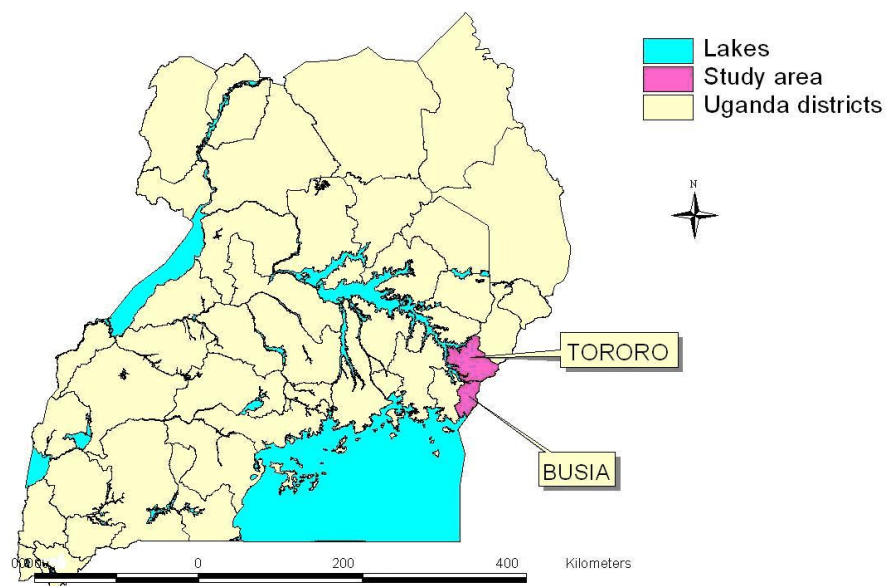 Lakes
Study area
Uganda districts
N
TORORO
BUSIA
0 200 400 Kilometers